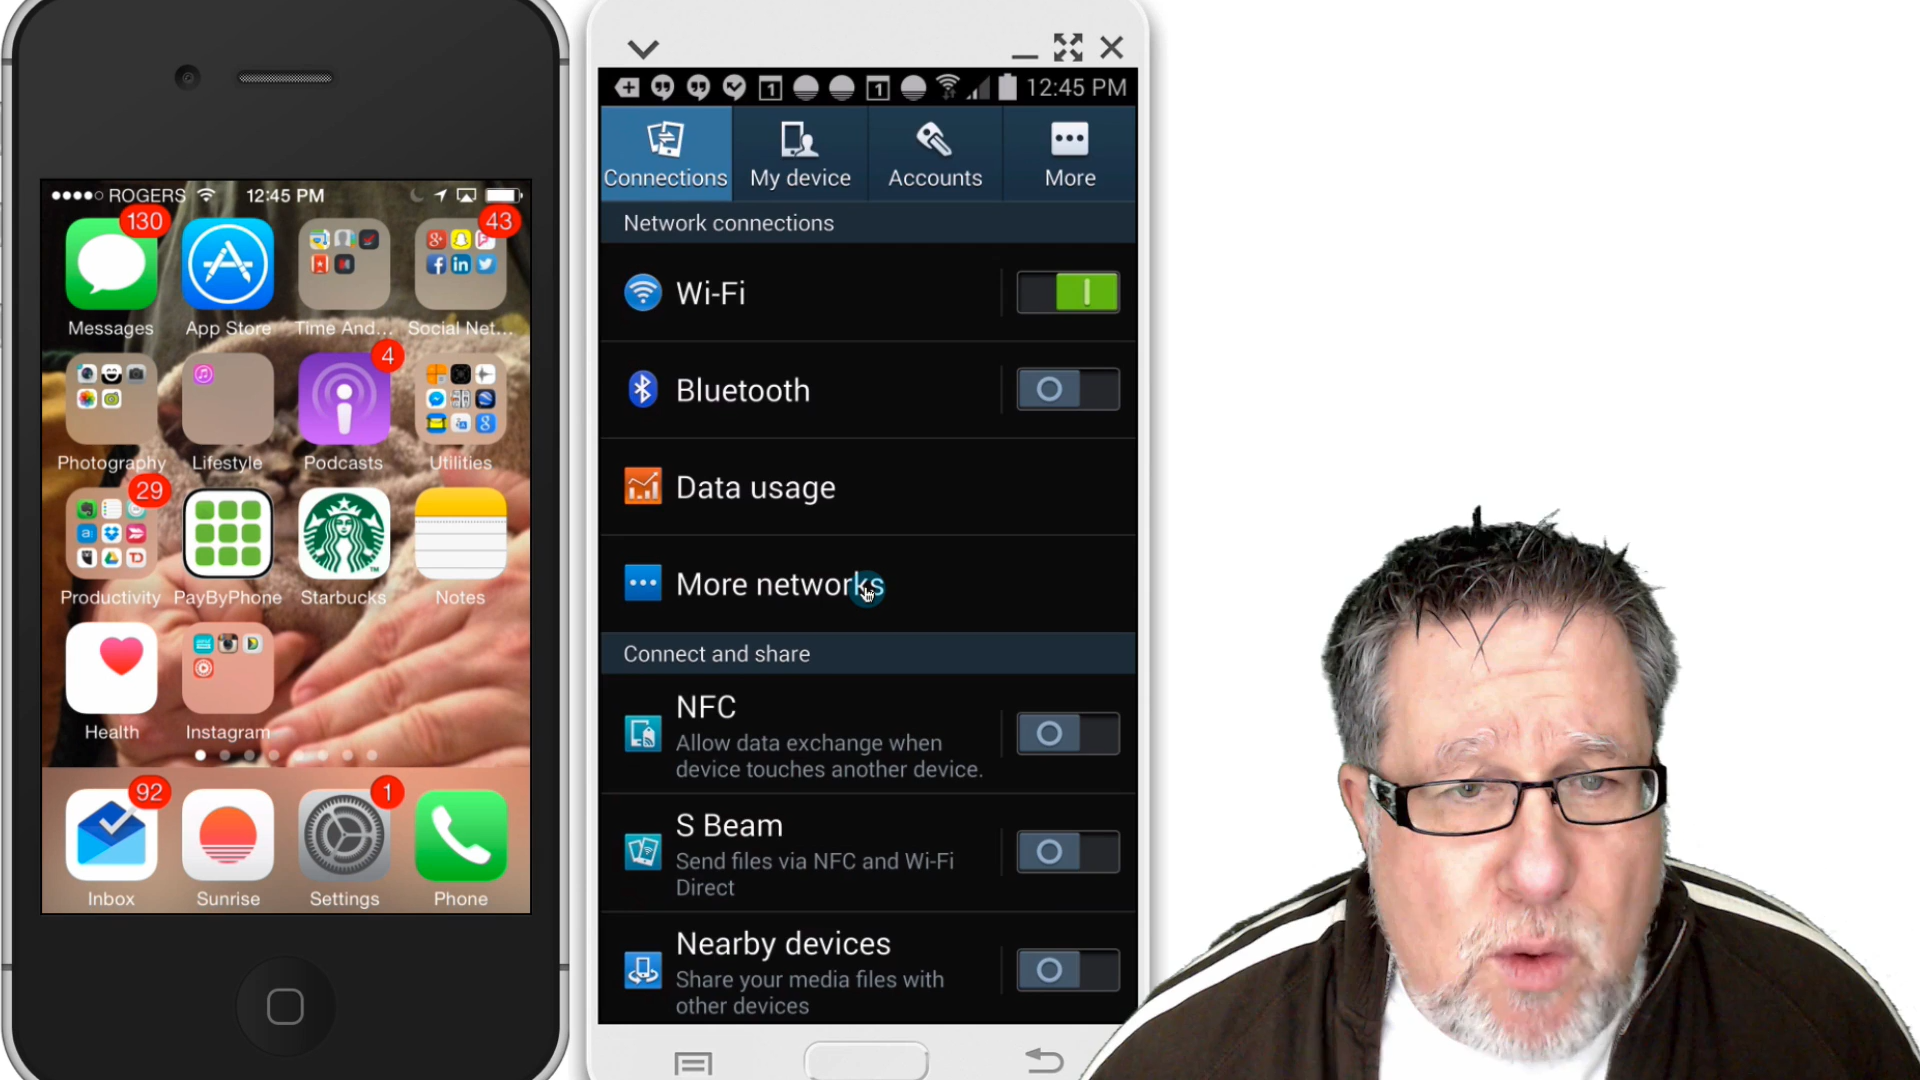 ROGERS 12:45 PM
130
43
Messages App Store Time And... Social Net...
4
Photography Lifestyle Podcasts Utilities
29
Productivity PayByPhone Starbucks Notes
Health Instagram
92
1
Inbox Sunrise Settings Phone
1 1 12:45 PM
Connections My device Accounts More
Network connections
Wi-Fi
Bluetooth
Data usage
More networks
Connect and share
NFC
Allow data exchange when
device touches another device.
S Beam
Send files via NFC and Wi-Fi
Direct
Nearby devices
Share your media files with
other devices